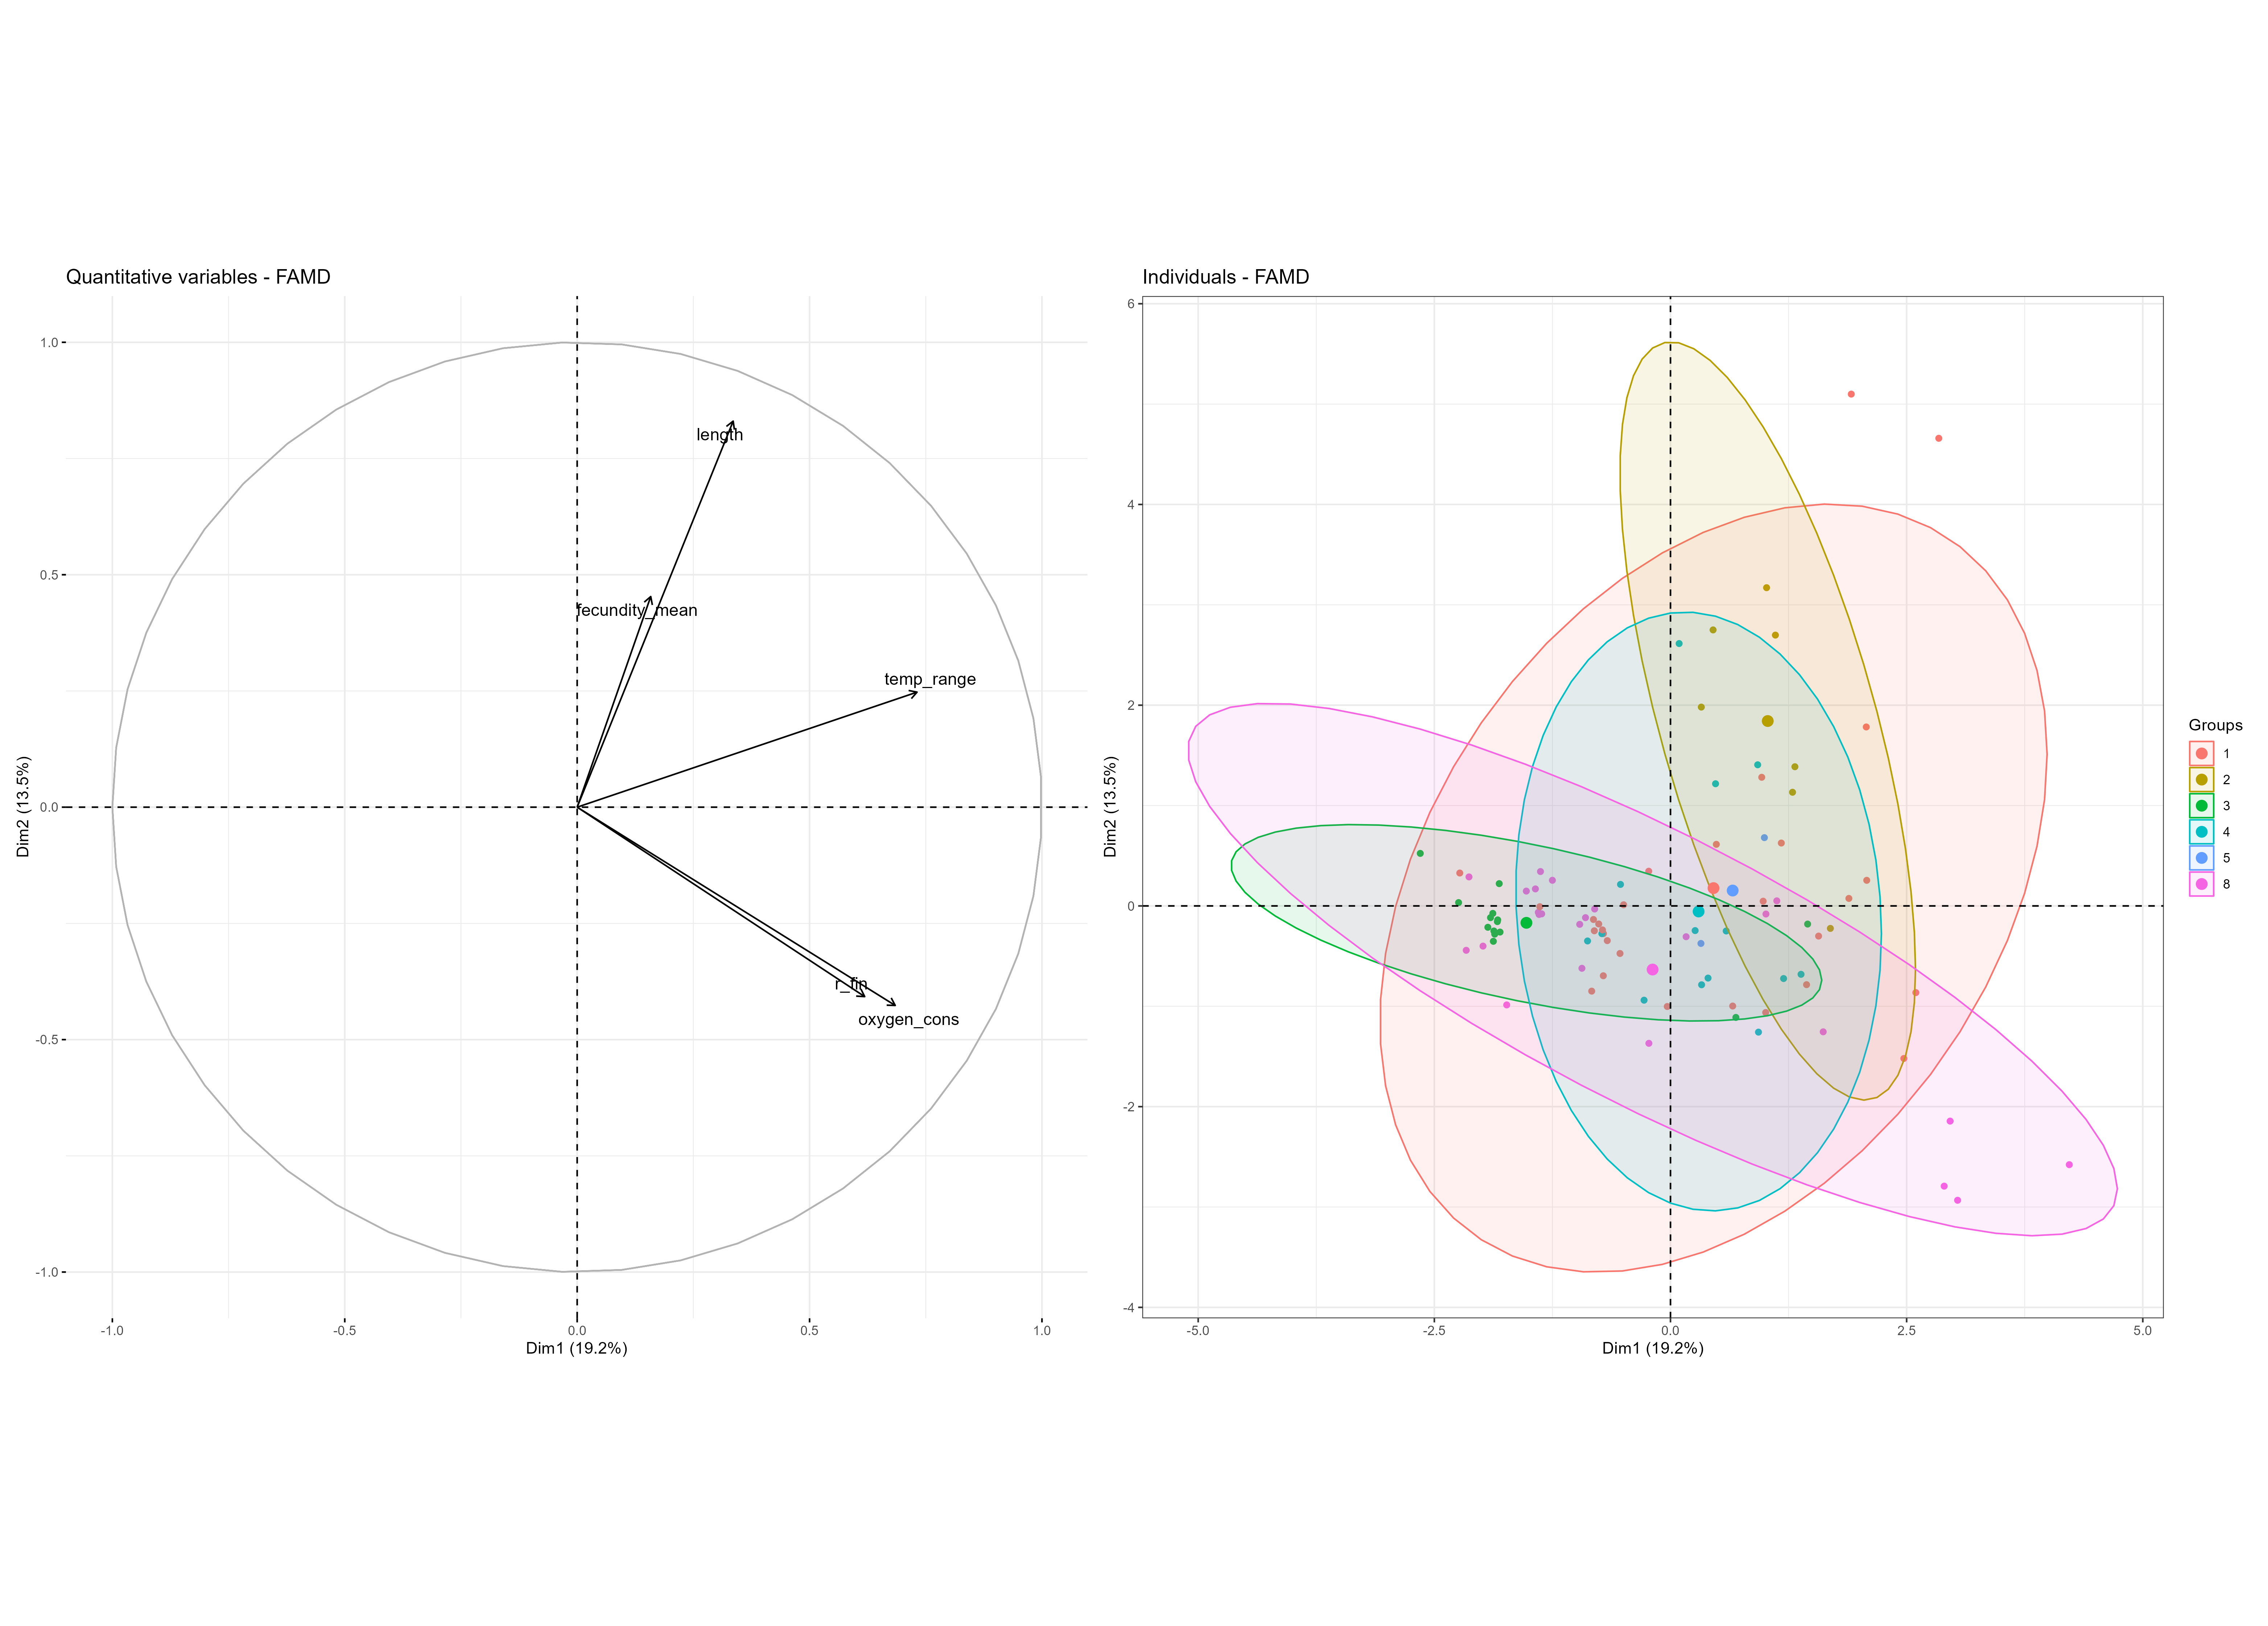 Quantitative variables - FAMD
1.0
0.5
0.0
-0.5
-1.0
Dim2 (13.5%)
length
fecundity_mean
temp_range
r_fin
oxygen_cons
-1.0 -0.5 0.0 0.5 1.0
Dim1 (19.2%)
Individuals - FAMD
6
4
2
0
-2
-4
Dim2 (13.5%)
-5.0 -2.5 0.0 2.5 5.0
Dim1 (19.2%)
Groups
1
2
3
4
5
8